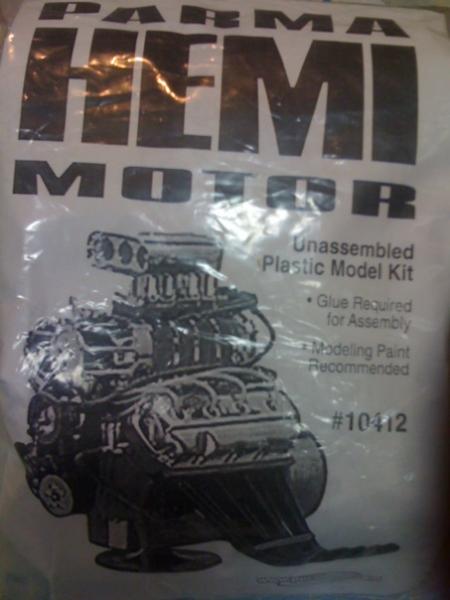 PARMA
HEMI
MOTOR
Unassembled
Plastic Model Kit
• Glue Required
for Assembly
• Modeling Paint
Recommended
#10412